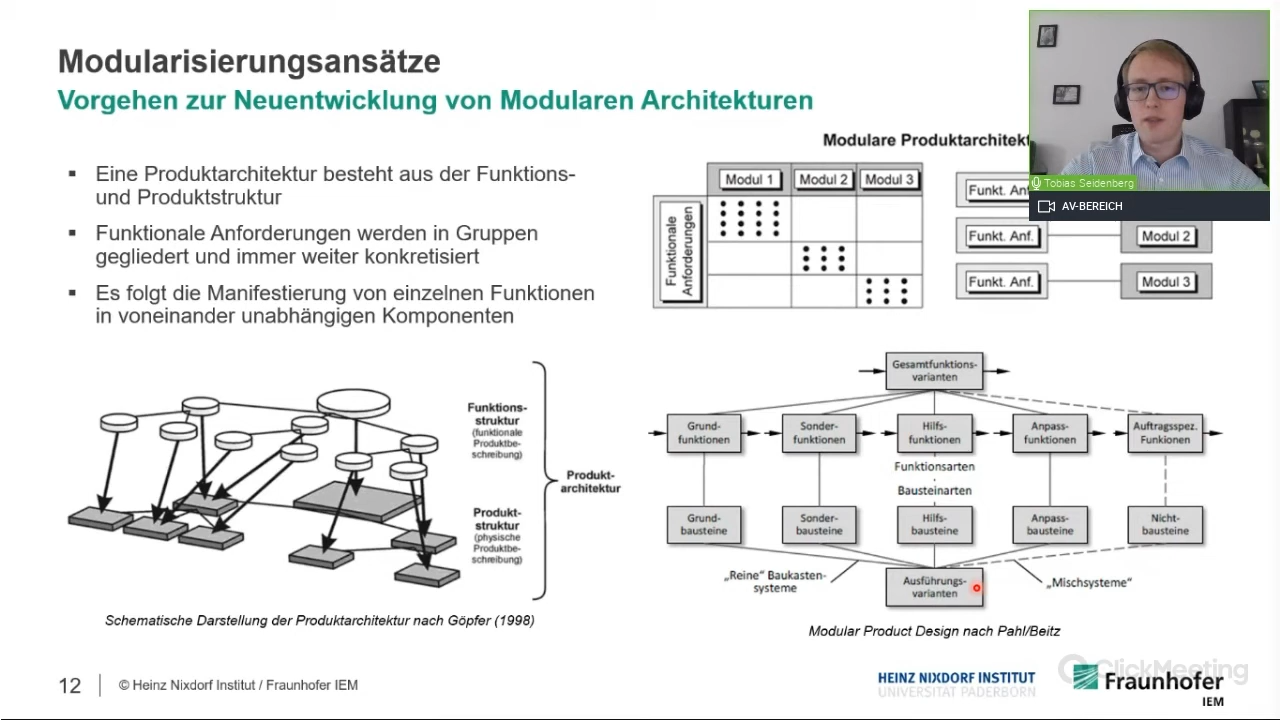 Modularisierungsansätze
Vorgehen zur Neuentwicklung von Modularen Architekturen
▪ Eine Produktarchitektur besteht aus der Funktions-
und Produktstruktur
▪ Funktionale Anforderungen werden in Gruppen
gegliedert und immer weiter konkretisiert
▪ Es folgt die Manifestierung von einzelnen Funktionen
in voneinander unabhängigen Komponenten
Modulare Produktarchitekt
Modul 1 Modul 2 Modul 3
Funktionale
Anforderungen
Funkt. Anf.
Funkt. Anf. Modul 2
Funkt. Anf. Modul 3
Tobias Seidenberg
AV-BEREICH
Funktions-
struktur
(funktionale
Produktbe-
schreibung)
Produkt-
architektur
Produkt-
struktur
(physische
Produktbe-
schreibung)
Schematische Darstellung der Produktarchitektur nach Göpfer (1998)
Gesamtfunktions-
varianten
Grund-
funktionen
Sonder-
funktionen
Hilfs-
funktionen
Anpass-
funktionen
Auftragsspez.
Funkionen
Funktionsarten
Bausteinarten
Grund-
bausteine
Sonder-
bausteine
Hilfs-
bausteine
Anpass-
bausteine
Nicht-
bausteine
„Reine“ Baukasten-
systeme
Ausführungs-
varianten
„Mischsysteme“
Modular Product Design nach Pahl/Beitz
12 © Heinz Nixdorf Institut / Fraunhofer IEM
HEINZ NIXDORF INSTITUT
UNIVERSITÄT PADERBORN
ClickMeeting
Fraunhofer
IEM